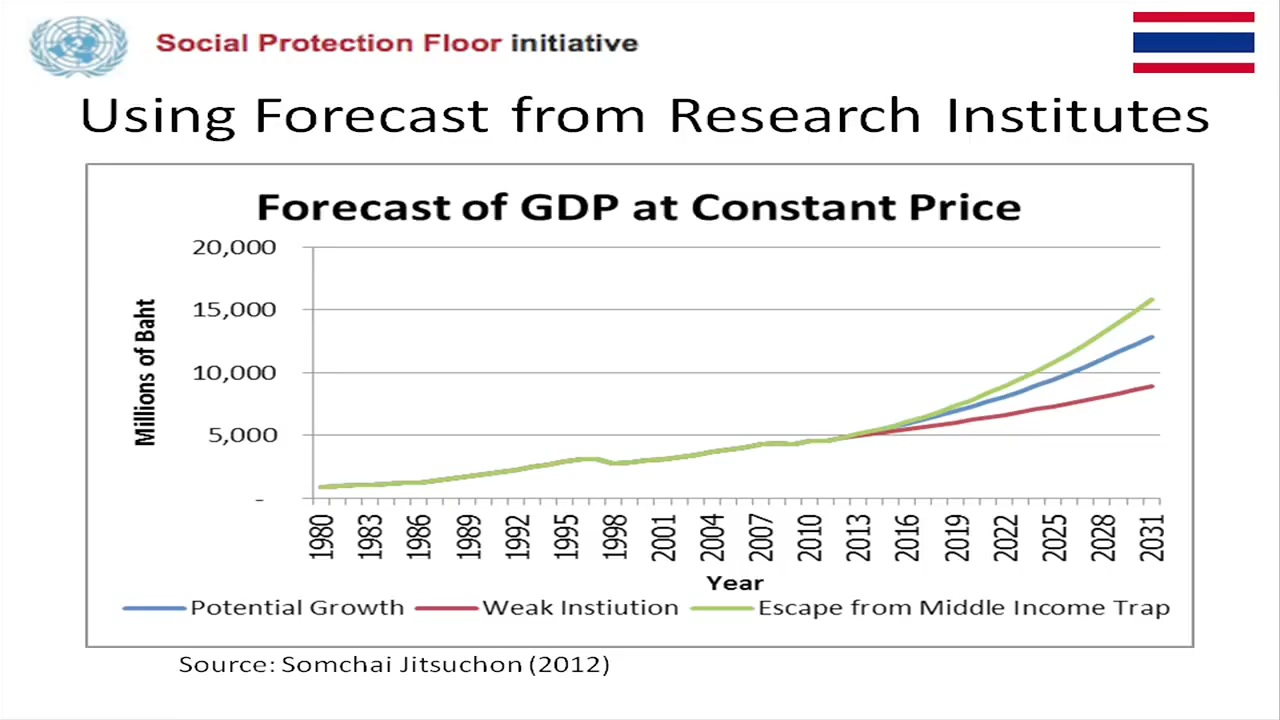 Social Protection Floor initiative
Using Forecast from Research Institutes
Forecast of GDP at Constant Price
20,000
15,000
10,000
5,000
-
Millions of Baht
1980 1983 1986 1989 1992 1995 1998 2001 2004 2007 2010 2013 2016 2019 2022 2025 2028 2031
Year
Potential Growth Weak Instiution Escape from Middle Income Trap
Source: Somchai Jitsuchon (2012)